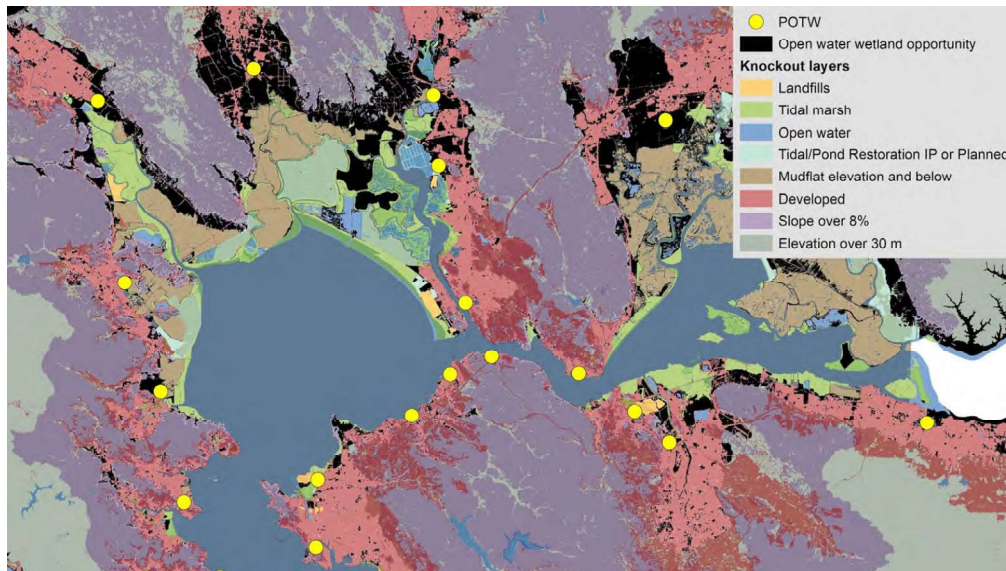 POTW
Open water wetland opportunity
Knockout layers
Landfills
Tidal marsh
Open water
Tidal/Pond Restoration IP or Planned
Mudflat elevation and below
Developed
Slope over 8%
Elevation over 30 m